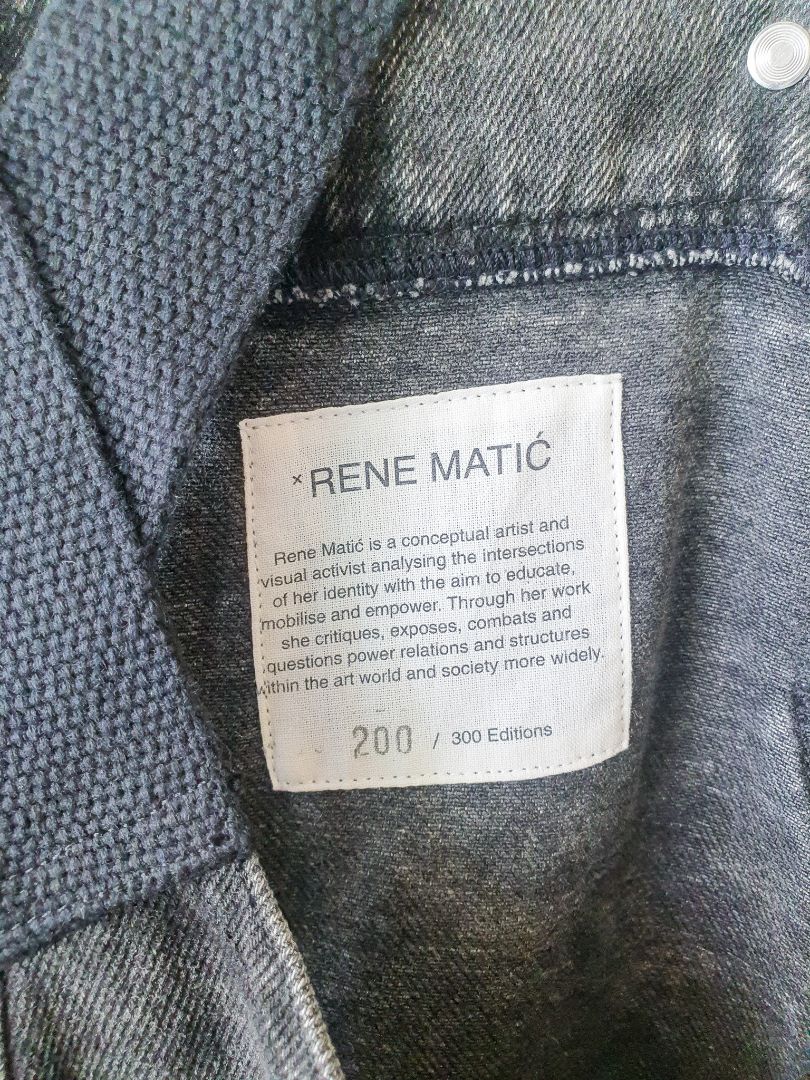 × RENE MATIĆ
Rene Matić is a conceptual artist and
visual activist analysing the intersections
of her identity with the aim to educate,
mobilise and empower. Through her work
she critiques, exposes, combats and
questions power relations and structures
within the art world and society more widely.
200 / 300 Editions